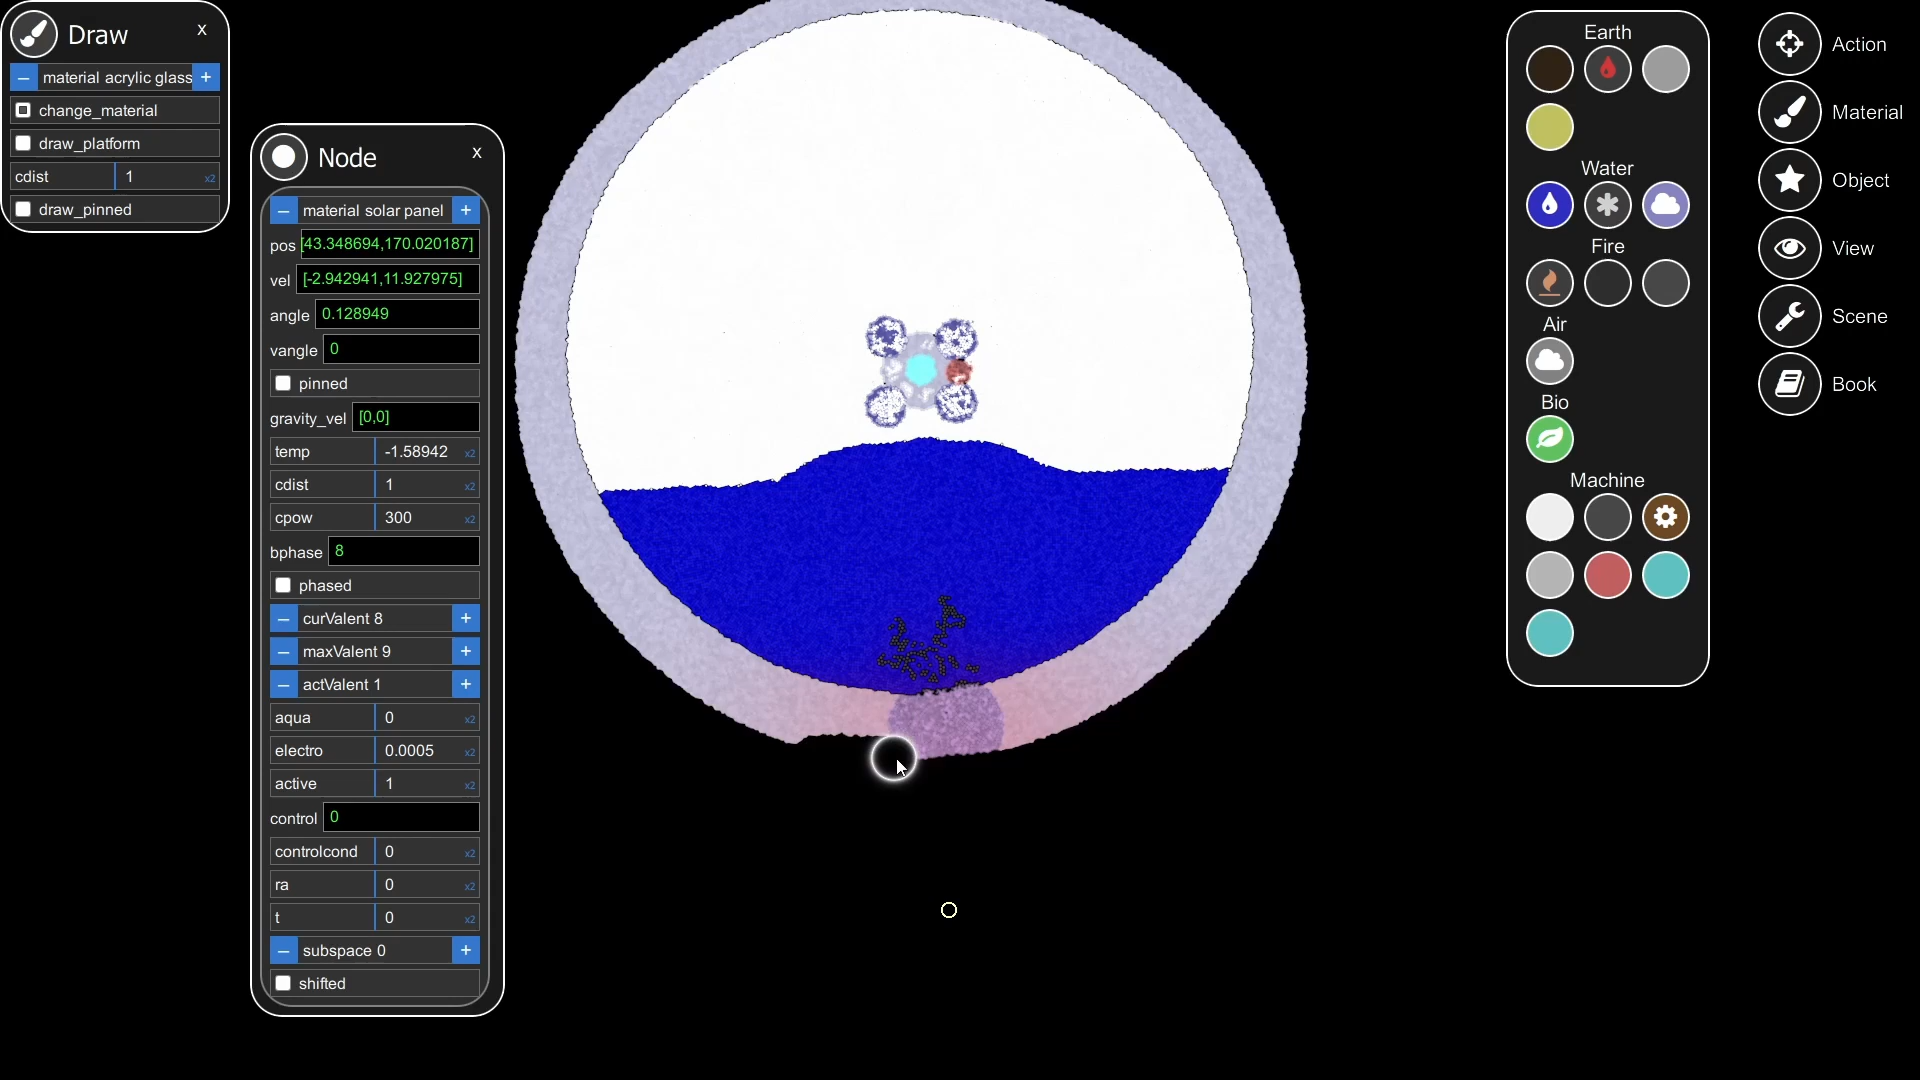 Draw
x
– material acrylic glass +
change_material
draw_platform
cdist 1 x2
draw_pinned
Node
x
– material solar panel +
pos [43.348694,170.020187]
vel [-2.942941,11.927975]
angle 0.128949
vangle 0
pinned
gravity_vel [0,0]
temp -1.58942 x2
cdist 1 x2
cpow 300 x2
bphase 8
phased
– curValent 8 +
– maxValent 9 +
– actValent 1 +
aqua 0 x2
electro 0.0005 x2
active 1 x2
control 0
controlcond 0 x2
ra 0 x2
t 0 x2
– subspace 0 +
shifted
Earth
Water
Fire
Air
Bio
Machine
Action
Material
Object
View
Scene
Book